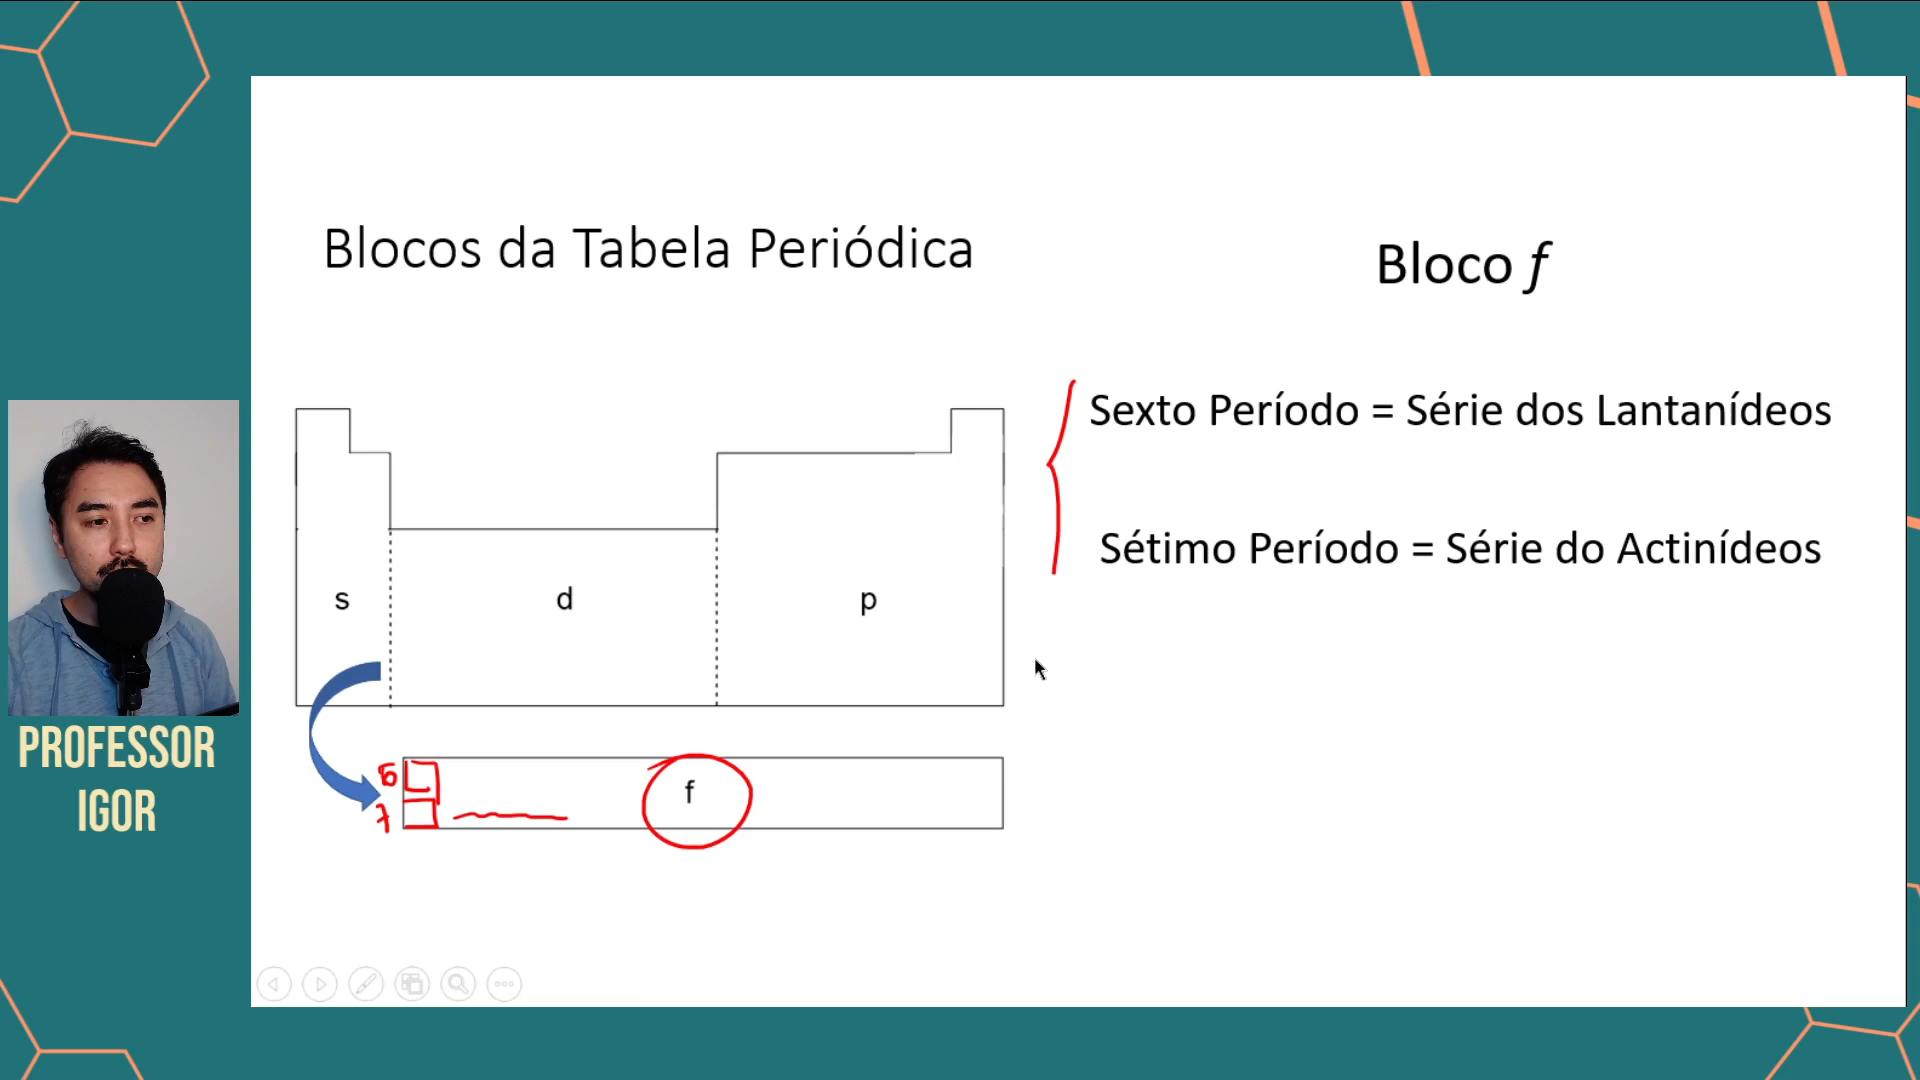 Blocos da Tabela Periódica
Bloco f
Sexto Período = Série dos Lantanídeos
Sétimo Período = Série do Actinídeos
s
d
p
6
f
7
PROFESSOR
IGOR